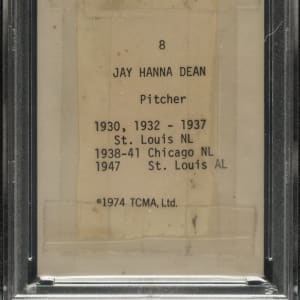 8
JAY HANNA DEAN
Pitcher
1930, 1932 - 1937
St. Louis NL
1938-41 Chicago NL
1947 St. Louis AL
©1974 TCMA, Ltd.